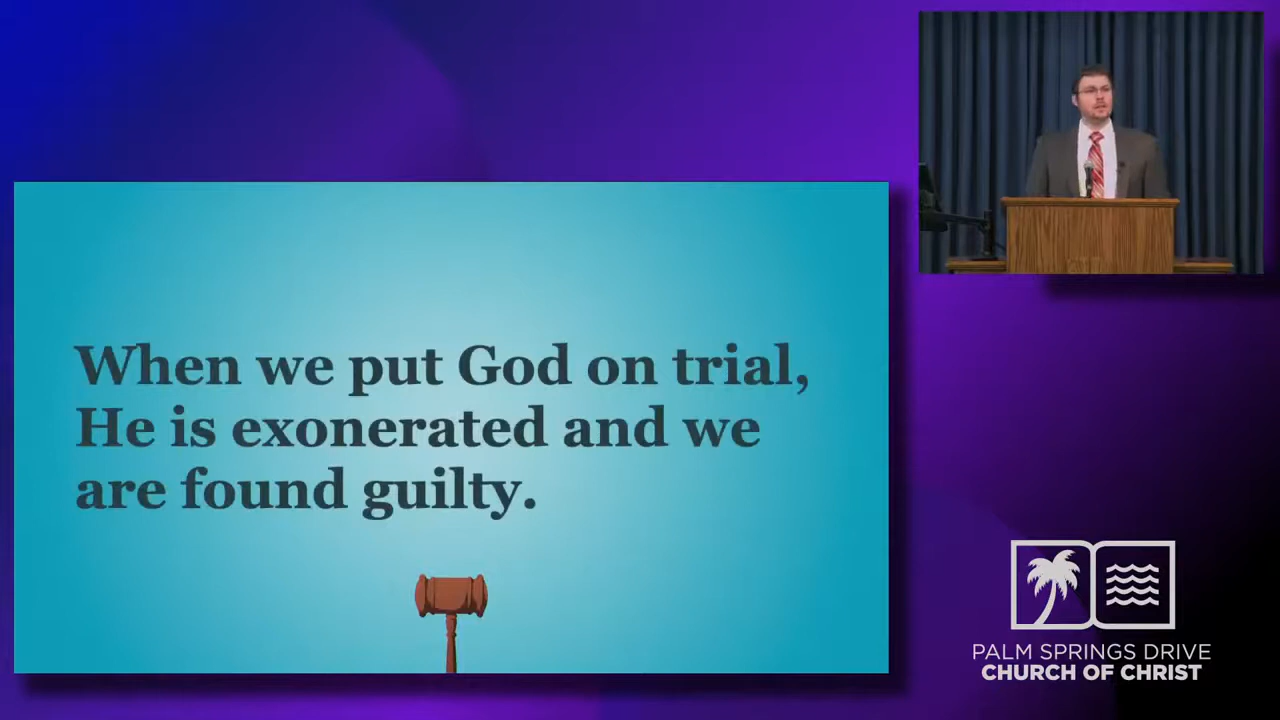 When we put God on trial,
He is exonerated and we
are found guilty.
PALM SPRINGS DRIVE
CHURCH OF CHRIST